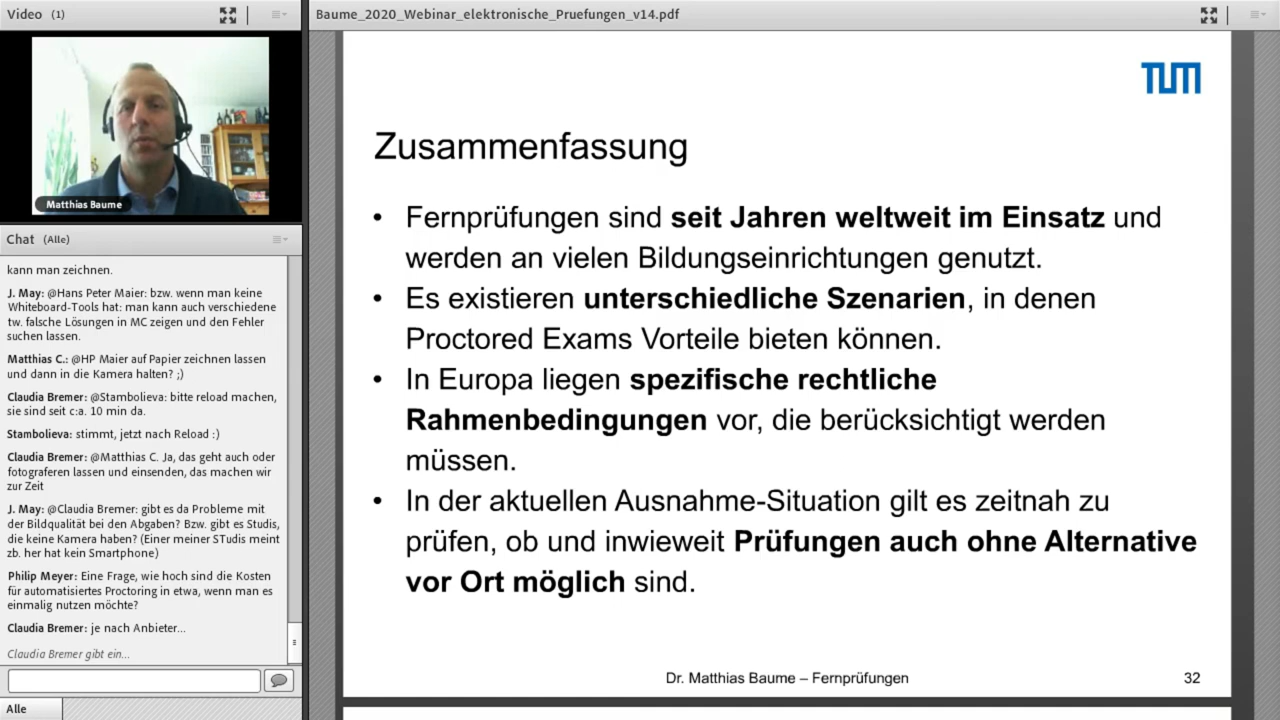 Video (1)
Matthias Baume
Chat (Alle)
kann man zeichnen.
J. May: @Hans Peter Maier: bzw. wenn man keine
Whiteboard-Tools hat: man kann auch verschiedene
tw. falsche Lösungen in MC zeigen und den Fehler
suchen lassen.
Matthias C.: @HP Maier auf Papier zeichnen lassen
und dann in die Kamera halten? ;)
Claudia Bremer: @Stambolieva: bitte reload machen,
sie sind seit c:a. 10 min da.
Stambolieva: stimmt, jetzt nach Reload :)
Claudia Bremer: @Matthias C. Ja, das geht auch oder
fotograferen lassen und einsenden, das machen wir
zur Zeit
J. May: @Claudia Bremer: gibt es da Probleme mit
der Bildqualität bei den Abgaben? Bzw. gibt es Studis,
die keine Kamera haben? (Einer meiner STudis meint
zb. her hat kein Smartphone)
Philip Meyer: Eine Frage, wie hoch sind die Kosten
für automatisiertes Proctoring in etwa, wenn man es
einmalig nutzen möchte?
Claudia Bremer: je nach Anbieter...
Claudia Bremer gibt ein...
Alle
Baume_2020_Webinar_elektronische_Pruefungen_v14.pdf
TUM
Zusammenfassung
• Fernprüfungen sind seit Jahren weltweit im Einsatz und
werden an vielen Bildungseinrichtungen genutzt.
• Es existieren unterschiedliche Szenarien, in denen
Proctored Exams Vorteile bieten können.
• In Europa liegen spezifische rechtliche
Rahmenbedingungen vor, die berücksichtigt werden
müssen.
• In der aktuellen Ausnahme-Situation gilt es zeitnah zu
prüfen, ob und inwieweit Prüfungen auch ohne Alternative
vor Ort möglich sind.
Dr. Matthias Baume – Fernprüfungen
32